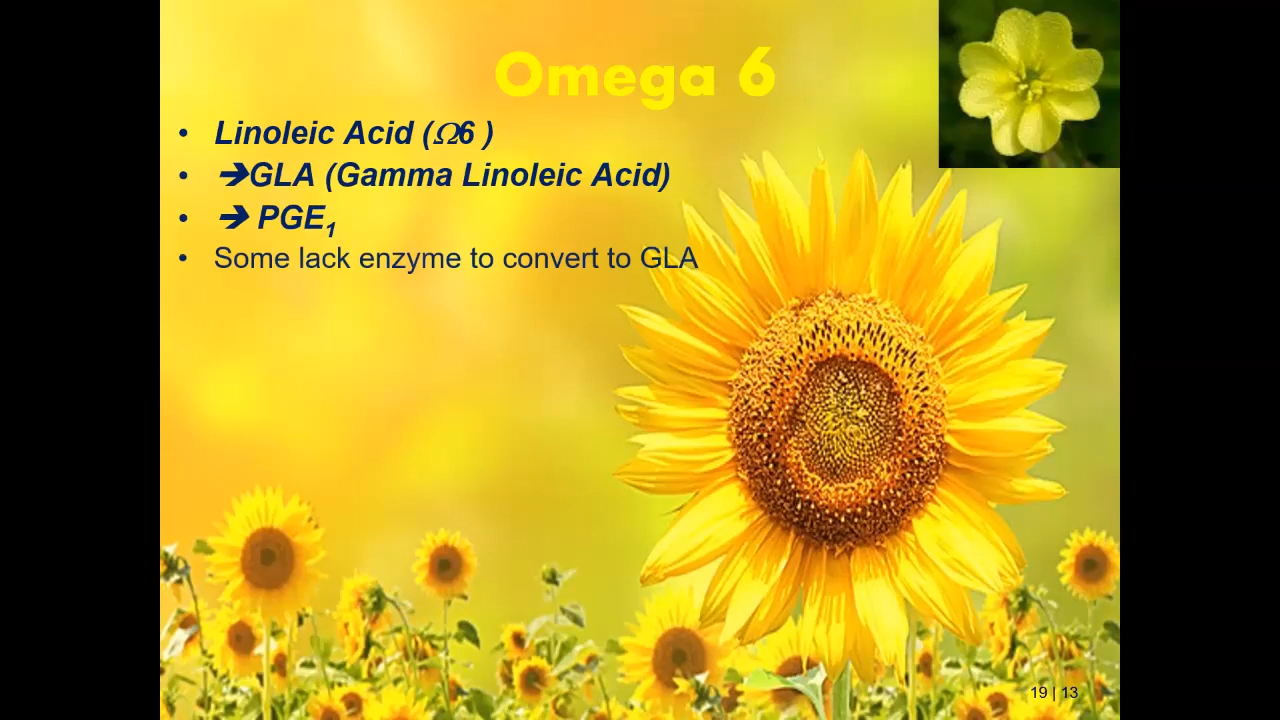 Omega 6
• Linoleic Acid (Ω6 )
• ➔GLA (Gamma Linoleic Acid)
• ➔ PGE1
• Some lack enzyme to convert to GLA
19 | 13